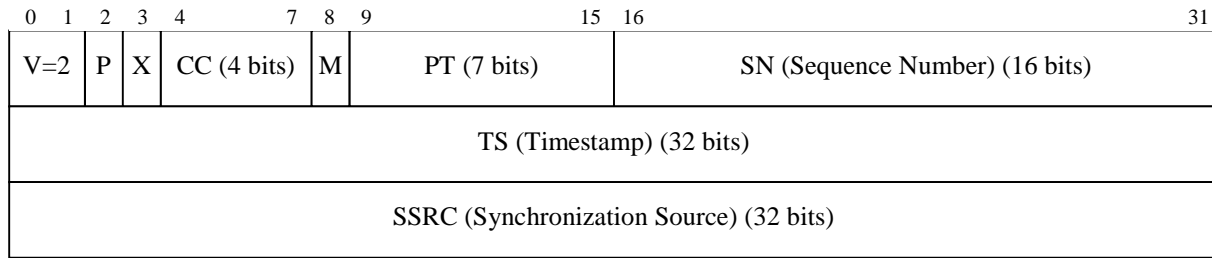 0 1 2 3 4 7 8 9 15 16 31
V=2 P X CC (4 bits) M PT (7 bits) SN (Sequence Number) (16 bits)
TS (Timestamp) (32 bits)
SSRC (Synchronization Source) (32 bits)